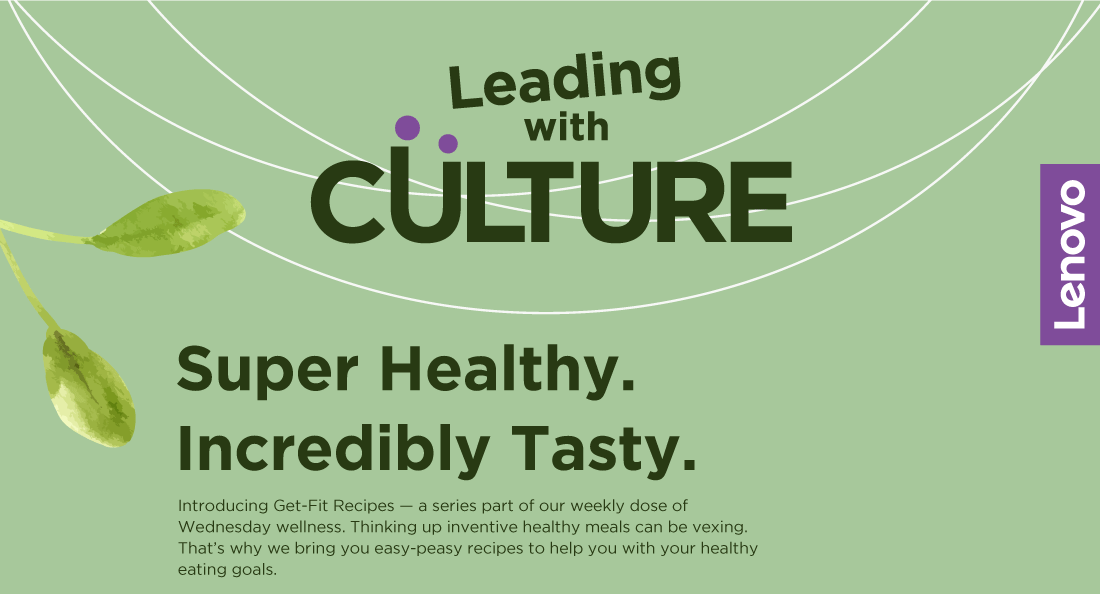 Leading
with
CÜLTURE
Lenovo
Super Healthy.
Incredibly Tasty.
Introducing Get-Fit Recipes — a series part of our weekly dose of
Wednesday wellness. Thinking up inventive healthy meals can be vexing.
That’s why we bring you easy-peasy recipes to help you with your healthy
eating goals.